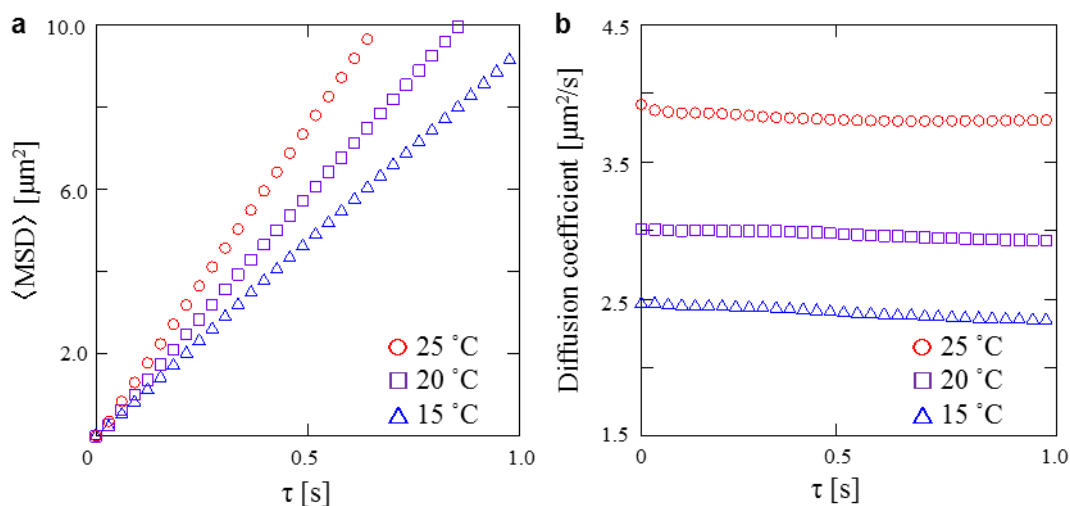 a
10.0
6.0
2.0
⟨MSD⟩ [μm²]
25 ˚C
20 ˚C
15 ˚C
0 0.5 1.0
τ [s]
b
4.5
3.5
2.5
1.5
Diffusion coefficient [μm²/s]
25 ˚C
20 ˚C
15 ˚C
0 0.5 1.0
τ [s]